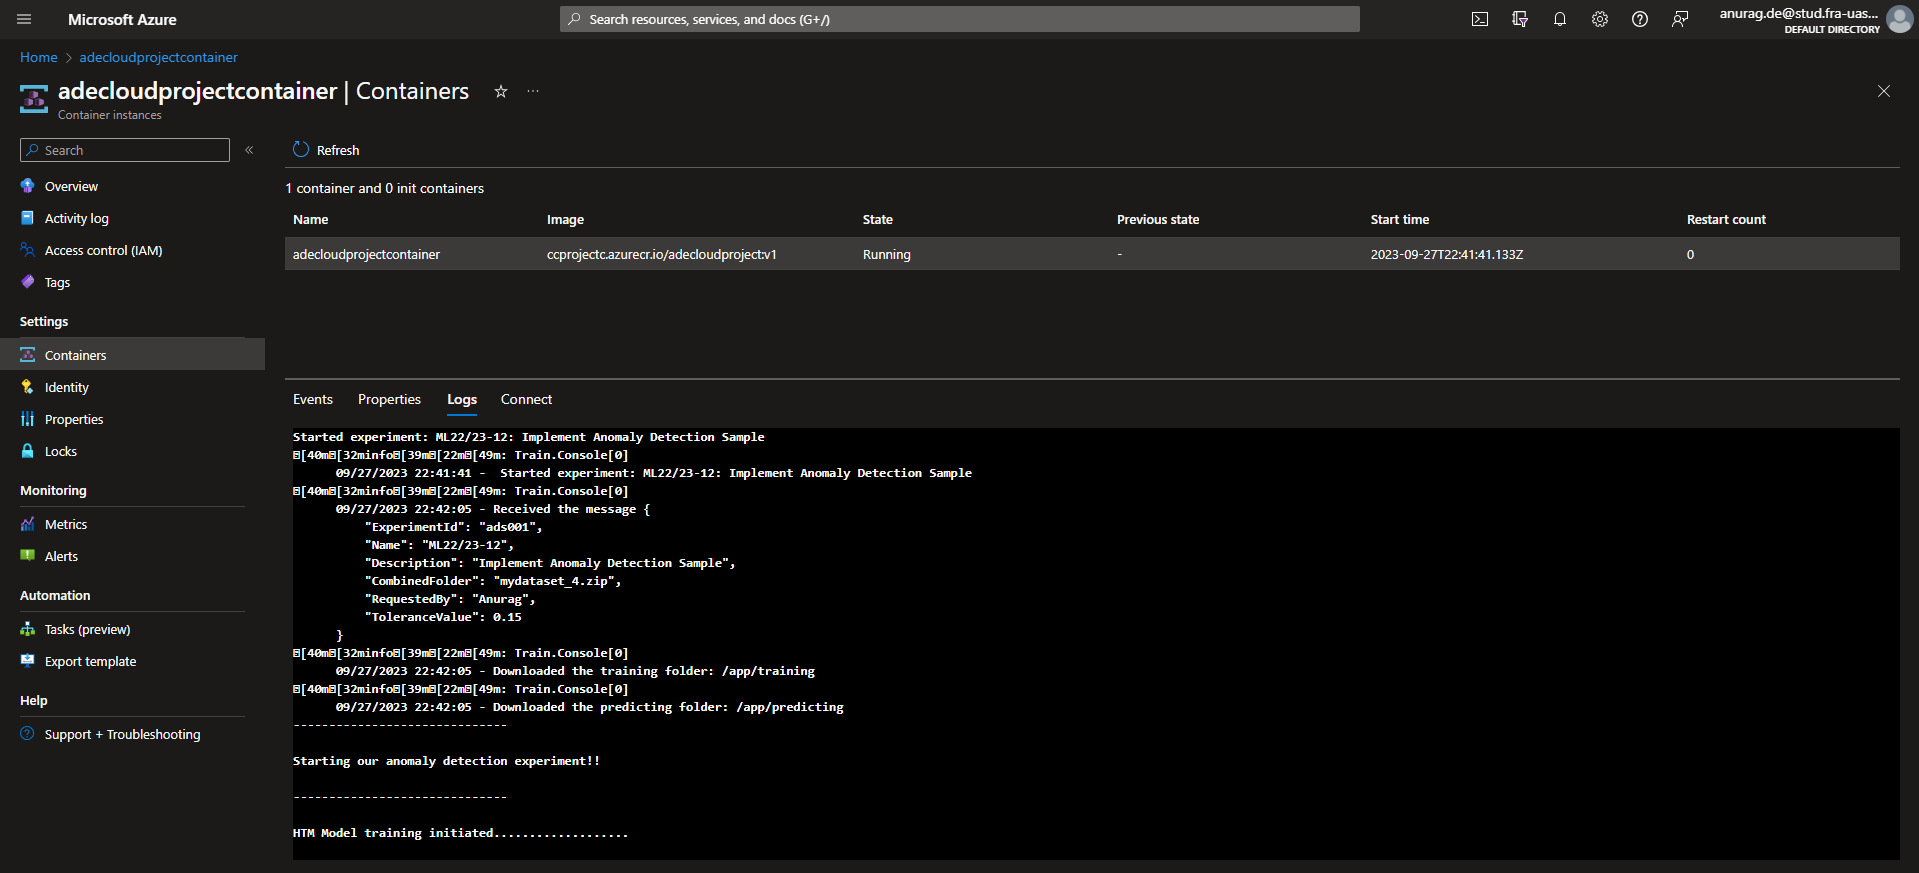 Microsoft Azure
Search resources, services, and docs (G+/)
anurag.de@stud.fra-uas...
DEFAULT DIRECTORY
Home > adecloudprojectcontainer
adecloudprojectcontainer | Containers
Container instances
Search
Refresh
Overview
Activity log
Access control (IAM)
Tags
Settings
Containers
Identity
Properties
Locks
Monitoring
Metrics
Alerts
Automation
Tasks (preview)
Export template
Help
Support + Troubleshooting
1 container and 0 init containers
Name Image State Previous state Start time Restart count
adecloudprojectcontainer ccprojectc.azurecr.io/adecloudproject:v1 Running - 2023-09-27T22:41:41.133Z 0
Events Properties Logs Connect
Started experiment: ML22/23-12: Implement Anomaly Detection Sample
[40m[32minfo[39m[22m[49m: Train.Console[0]
09/27/2023 22:41:41 - Started experiment: ML22/23-12: Implement Anomaly Detection Sample
[40m[32minfo[39m[22m[49m: Train.Console[0]
09/27/2023 22:42:05 - Received the message {
"ExperimentId": "ads001",
"Name": "ML22/23-12",
"Description": "Implement Anomaly Detection Sample",
"CombinedFolder": "mydataset_4.zip",
"RequestedBy": "Anurag",
"ToleranceValue": 0.15
}
[40m[32minfo[39m[22m[49m: Train.Console[0]
09/27/2023 22:42:05 - Downloaded the training folder: /app/training
[40m[32minfo[39m[22m[49m: Train.Console[0]
09/27/2023 22:42:05 - Downloaded the predicting folder: /app/predicting
------------------------------
Starting our anomaly detection experiment!!
------------------------------
HTM Model training initiated...................